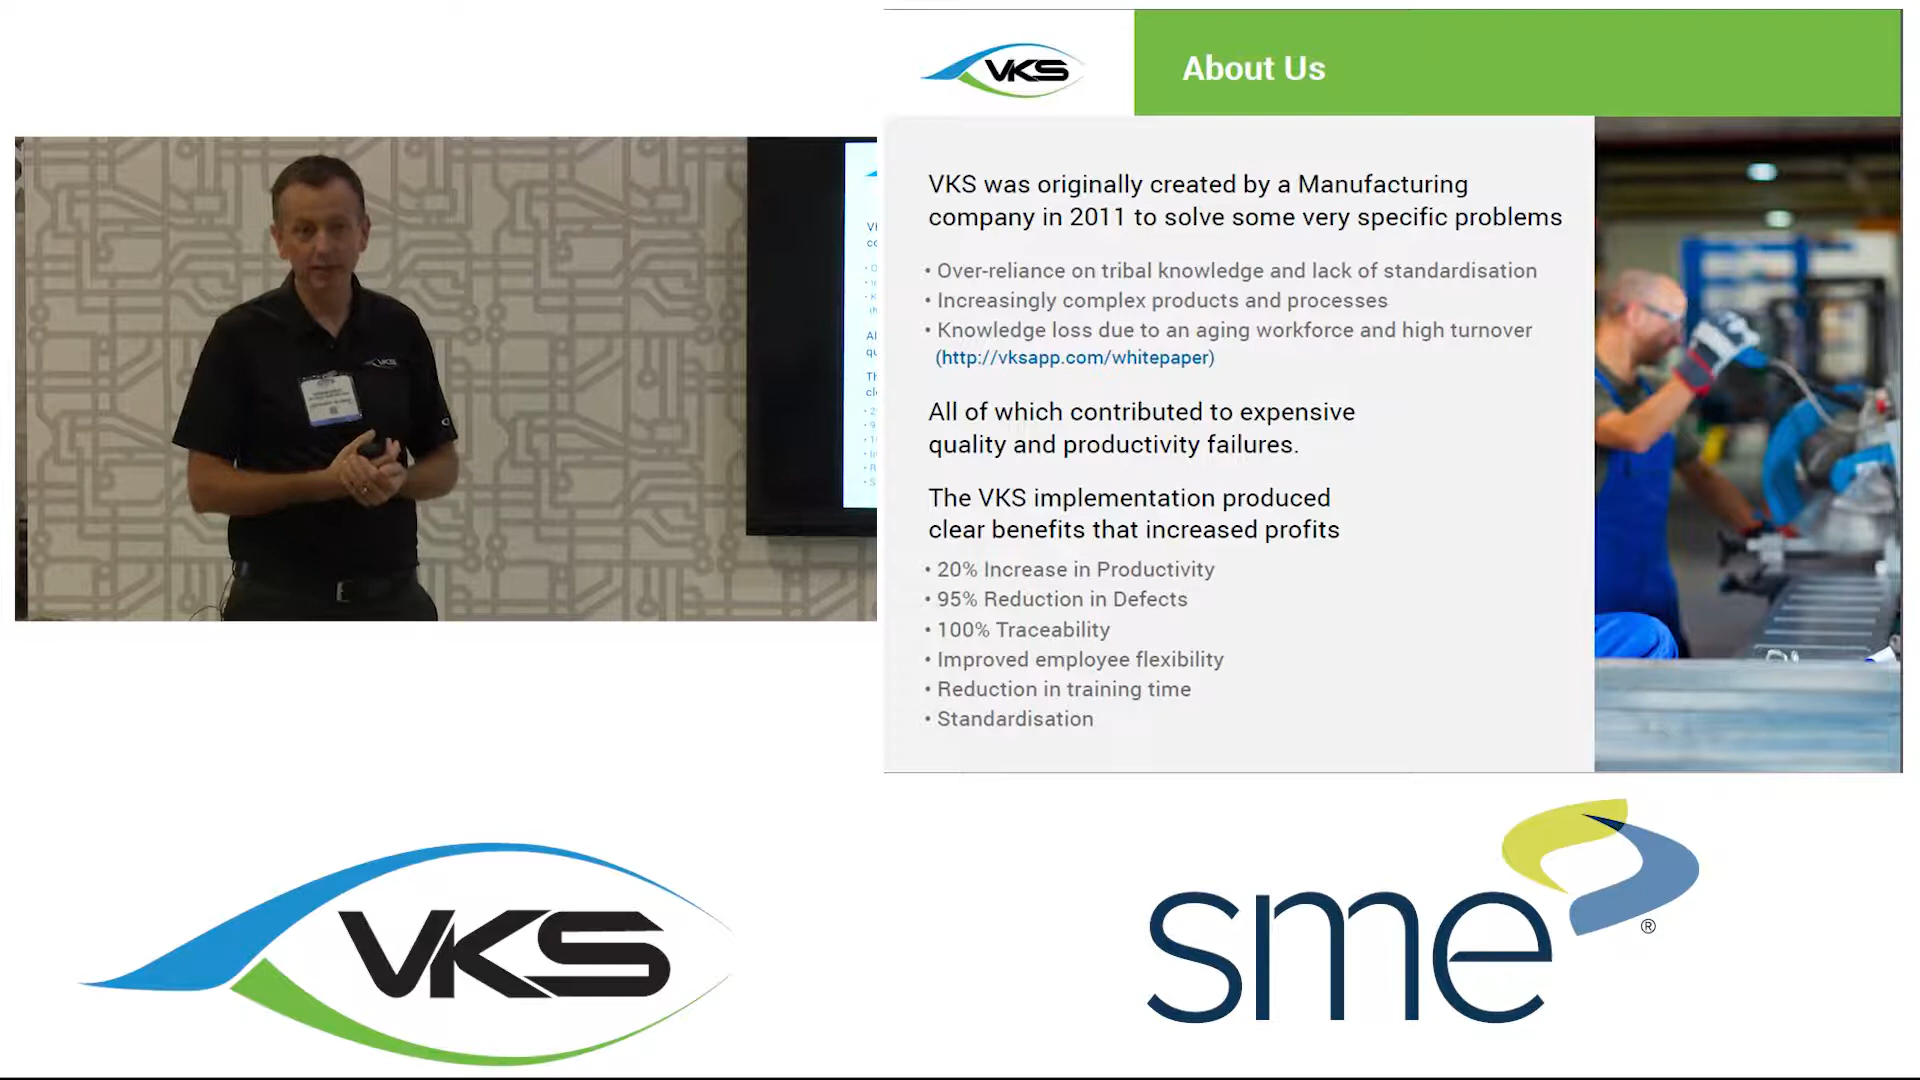 VKS
About Us
VKS was originally created by a Manufacturing
company in 2011 to solve some very specific problems
• Over-reliance on tribal knowledge and lack of standardisation
• Increasingly complex products and processes
• Knowledge loss due to an aging workforce and high turnover
(http://vksapp.com/whitepaper)
All of which contributed to expensive
quality and productivity failures.
The VKS implementation produced
clear benefits that increased profits
• 20% Increase in Productivity
• 95% Reduction in Defects
• 100% Traceability
• Improved employee flexibility
• Reduction in training time
• Standardisation
VKS
VKS
sme®